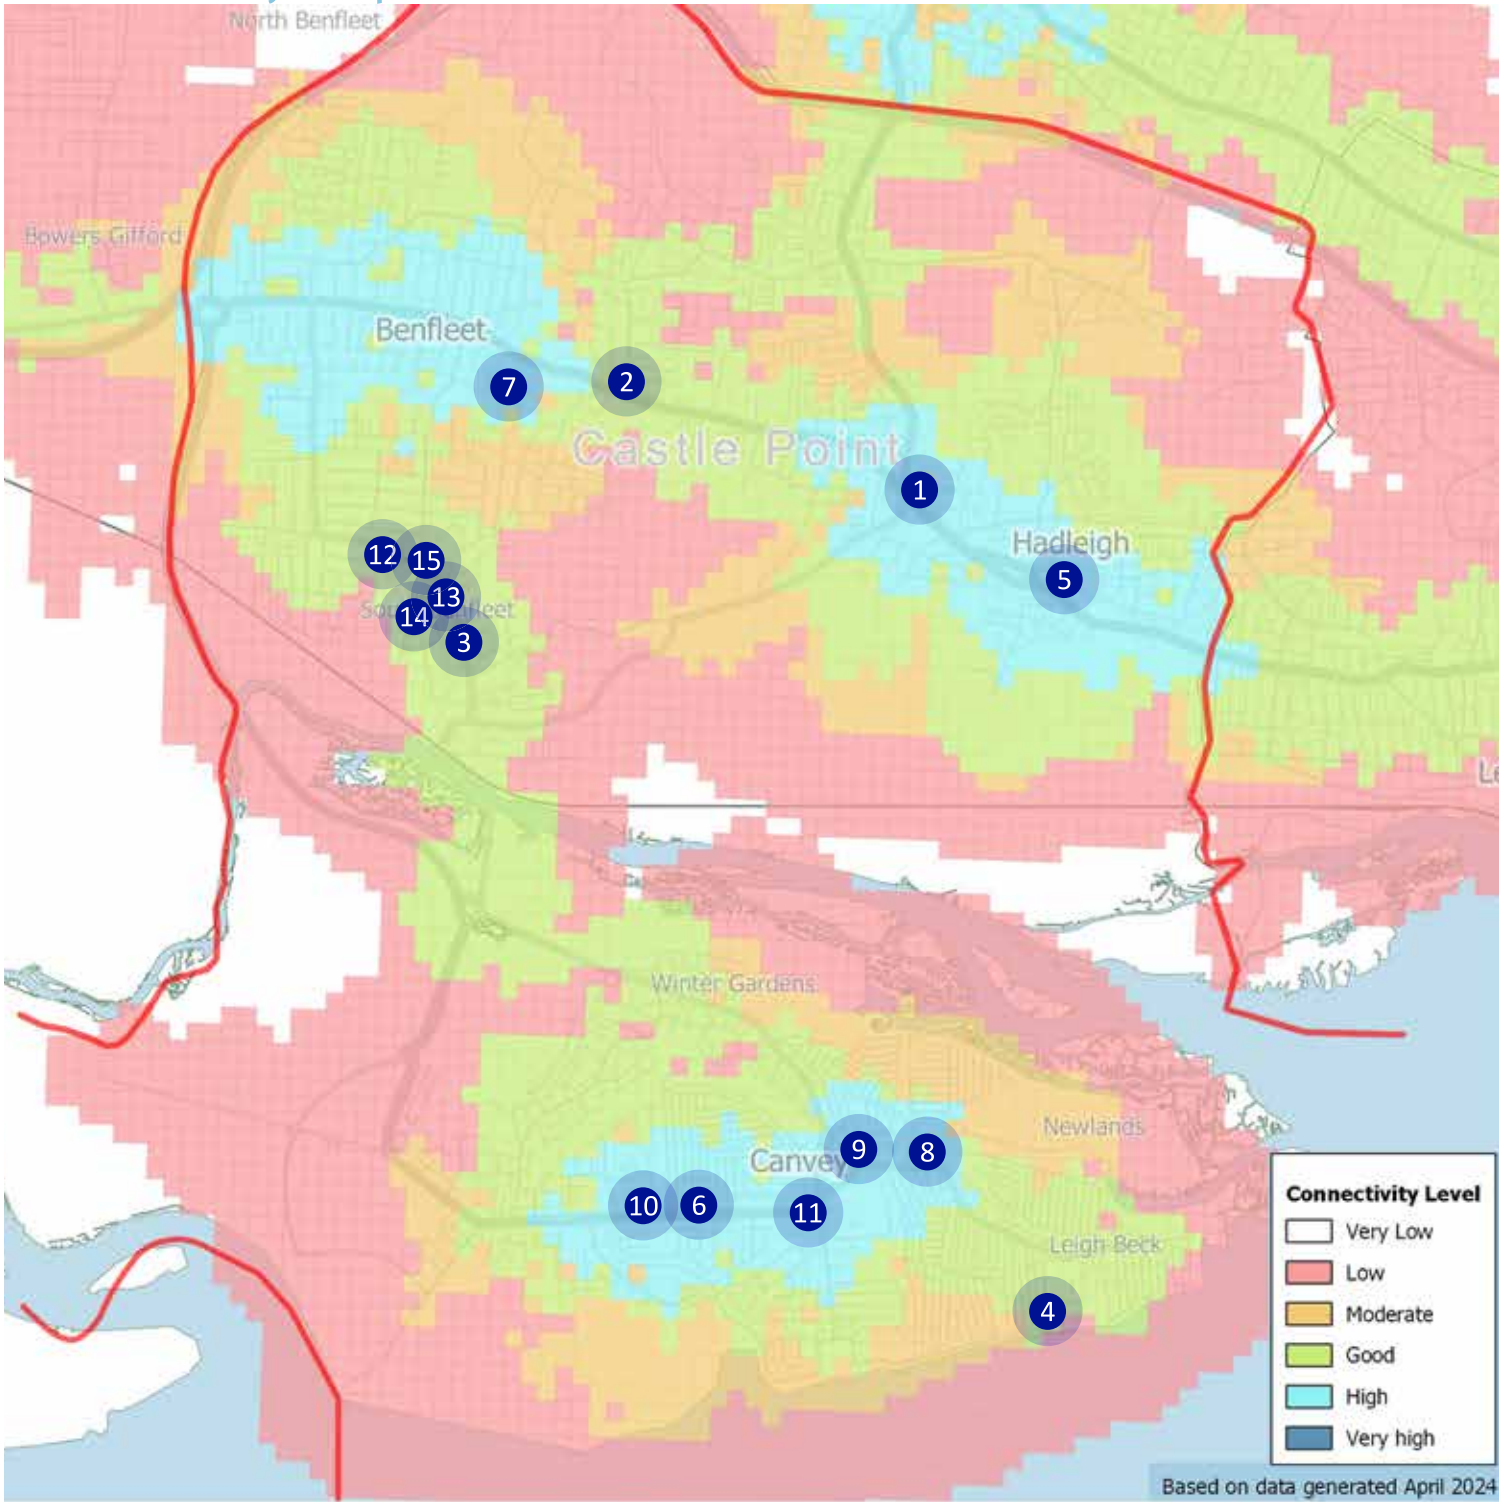 North Benfleet
Bowers Gifford
Benfleet
7
2
Castle Point
1
Hadleigh
5
12
15
13
14
3
Winter Gardens
Newlands
9
8
Canvey
10
6
11
Leigh Beck
4
Connectivity Level
Very Low
Low
Moderate
Good
High
Very high
Based on data generated April 2024